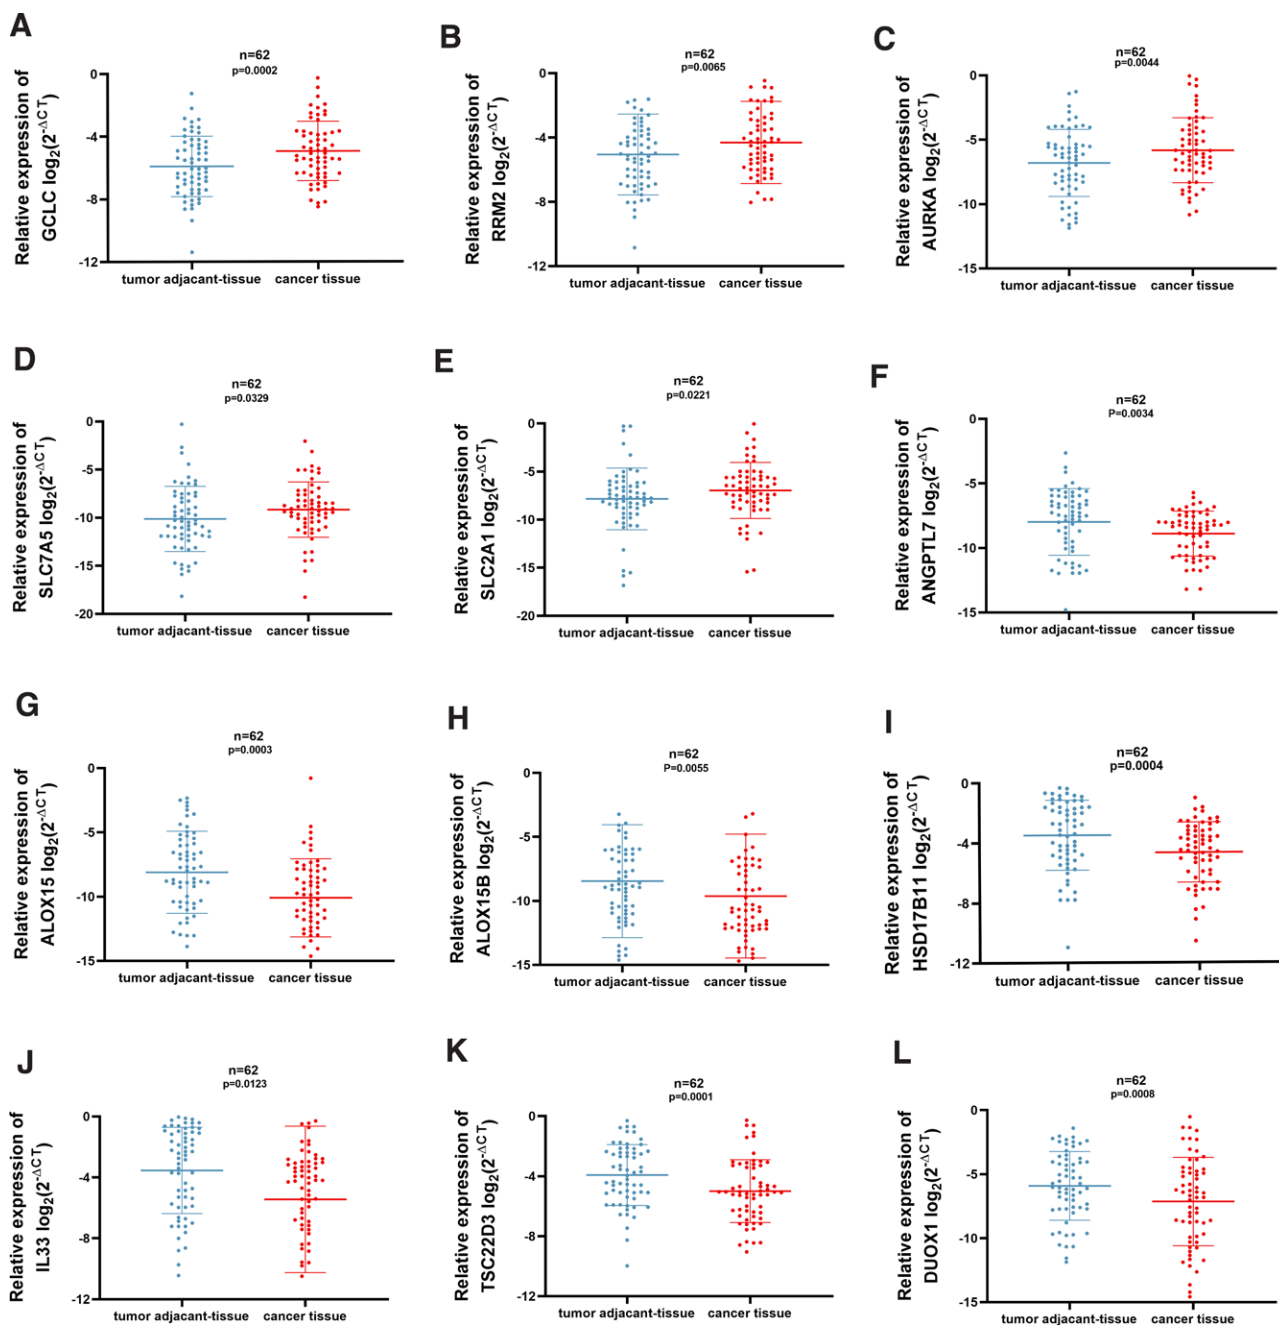 A
n=62
p=0.0002
Relative expression of
GCLC log₂(2⁻ΔCT)
0
-4
-8
-12
tumor adjacant-tissue
cancer tissue
B
n=62
p=0.0065
Relative expression of
RRM2 log₂(2⁻ΔCT)
0
-4
-8
-12
tumor adjacant-tissue
cancer tissue
C
n=62
p=0.0044
Relative expression of
AURKA log₂(2⁻ΔCT)
0
-5
-10
-15
tumor adjacant-tissue
cancer tissue
D
n=62
p=0.0329
Relative expression of
SLC7A5 log₂(2⁻ΔCT)
0
-5
-10
-15
-20
tumor adjacant-tissue
cancer tissue
E
n=62
p=0.0221
Relative expression of
SLC2A1 log₂(2⁻ΔCT)
0
-5
-10
-15
-20
tumor adjacant-tissue
cancer tissue
F
n=62
P=0.0034
Relative expression of
ANGPTL7 log₂(2⁻ΔCT)
0
-5
-10
-15
tumor adjacant-tissue
cancer tissue
G
n=62
p=0.0003
Relative expression of
ALOX15 log₂(2⁻ΔCT)
0
-5
-10
-15
tumor adjacant-tissue
cancer tissue
H
n=62
P=0.0055
Relative expression of
ALOX15B log₂(2⁻ΔCT)
0
-5
-10
-15
tumor adjacant-tissue
cancer tissue
I
n=62
p=0.0004
Relative expression of
HSD17B11 log₂(2⁻ΔCT)
0
-4
-8
-12
tumor adjacant-tissue
cancer tissue
J
n=62
p=0.0123
Relative expression of
IL33 log₂(2⁻ΔCT)
0
-4
-8
-12
tumor adjacant-tissue
cancer tissue
K
n=62
p=0.0001
Relative expression of
TSC22D3 log₂(2⁻ΔCT)
0
-4
-8
-12
tumor adjacant-tissue
cancer tissue
L
n=62
p=0.0008
Relative expression of
DUOX1 log₂(2⁻ΔCT)
0
-5
-10
-15
tumor adjacant-tissue
cancer tissue